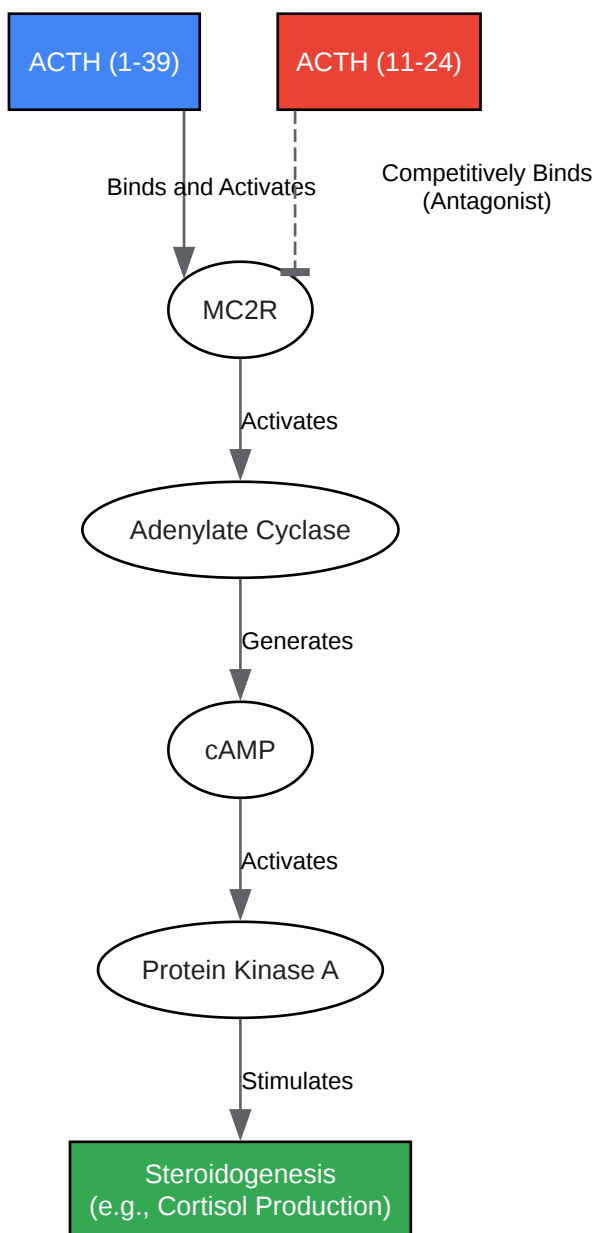 ACTH (1-39)
ACTH (11-24)
Binds and Activates
Competitively Binds
(Antagonist)
MC2R
Activates
Adenylate Cyclase
Generates
cAMP
Activates
Protein Kinase A
Stimulates
Steroidogenesis
(e.g., Cortisol Production)